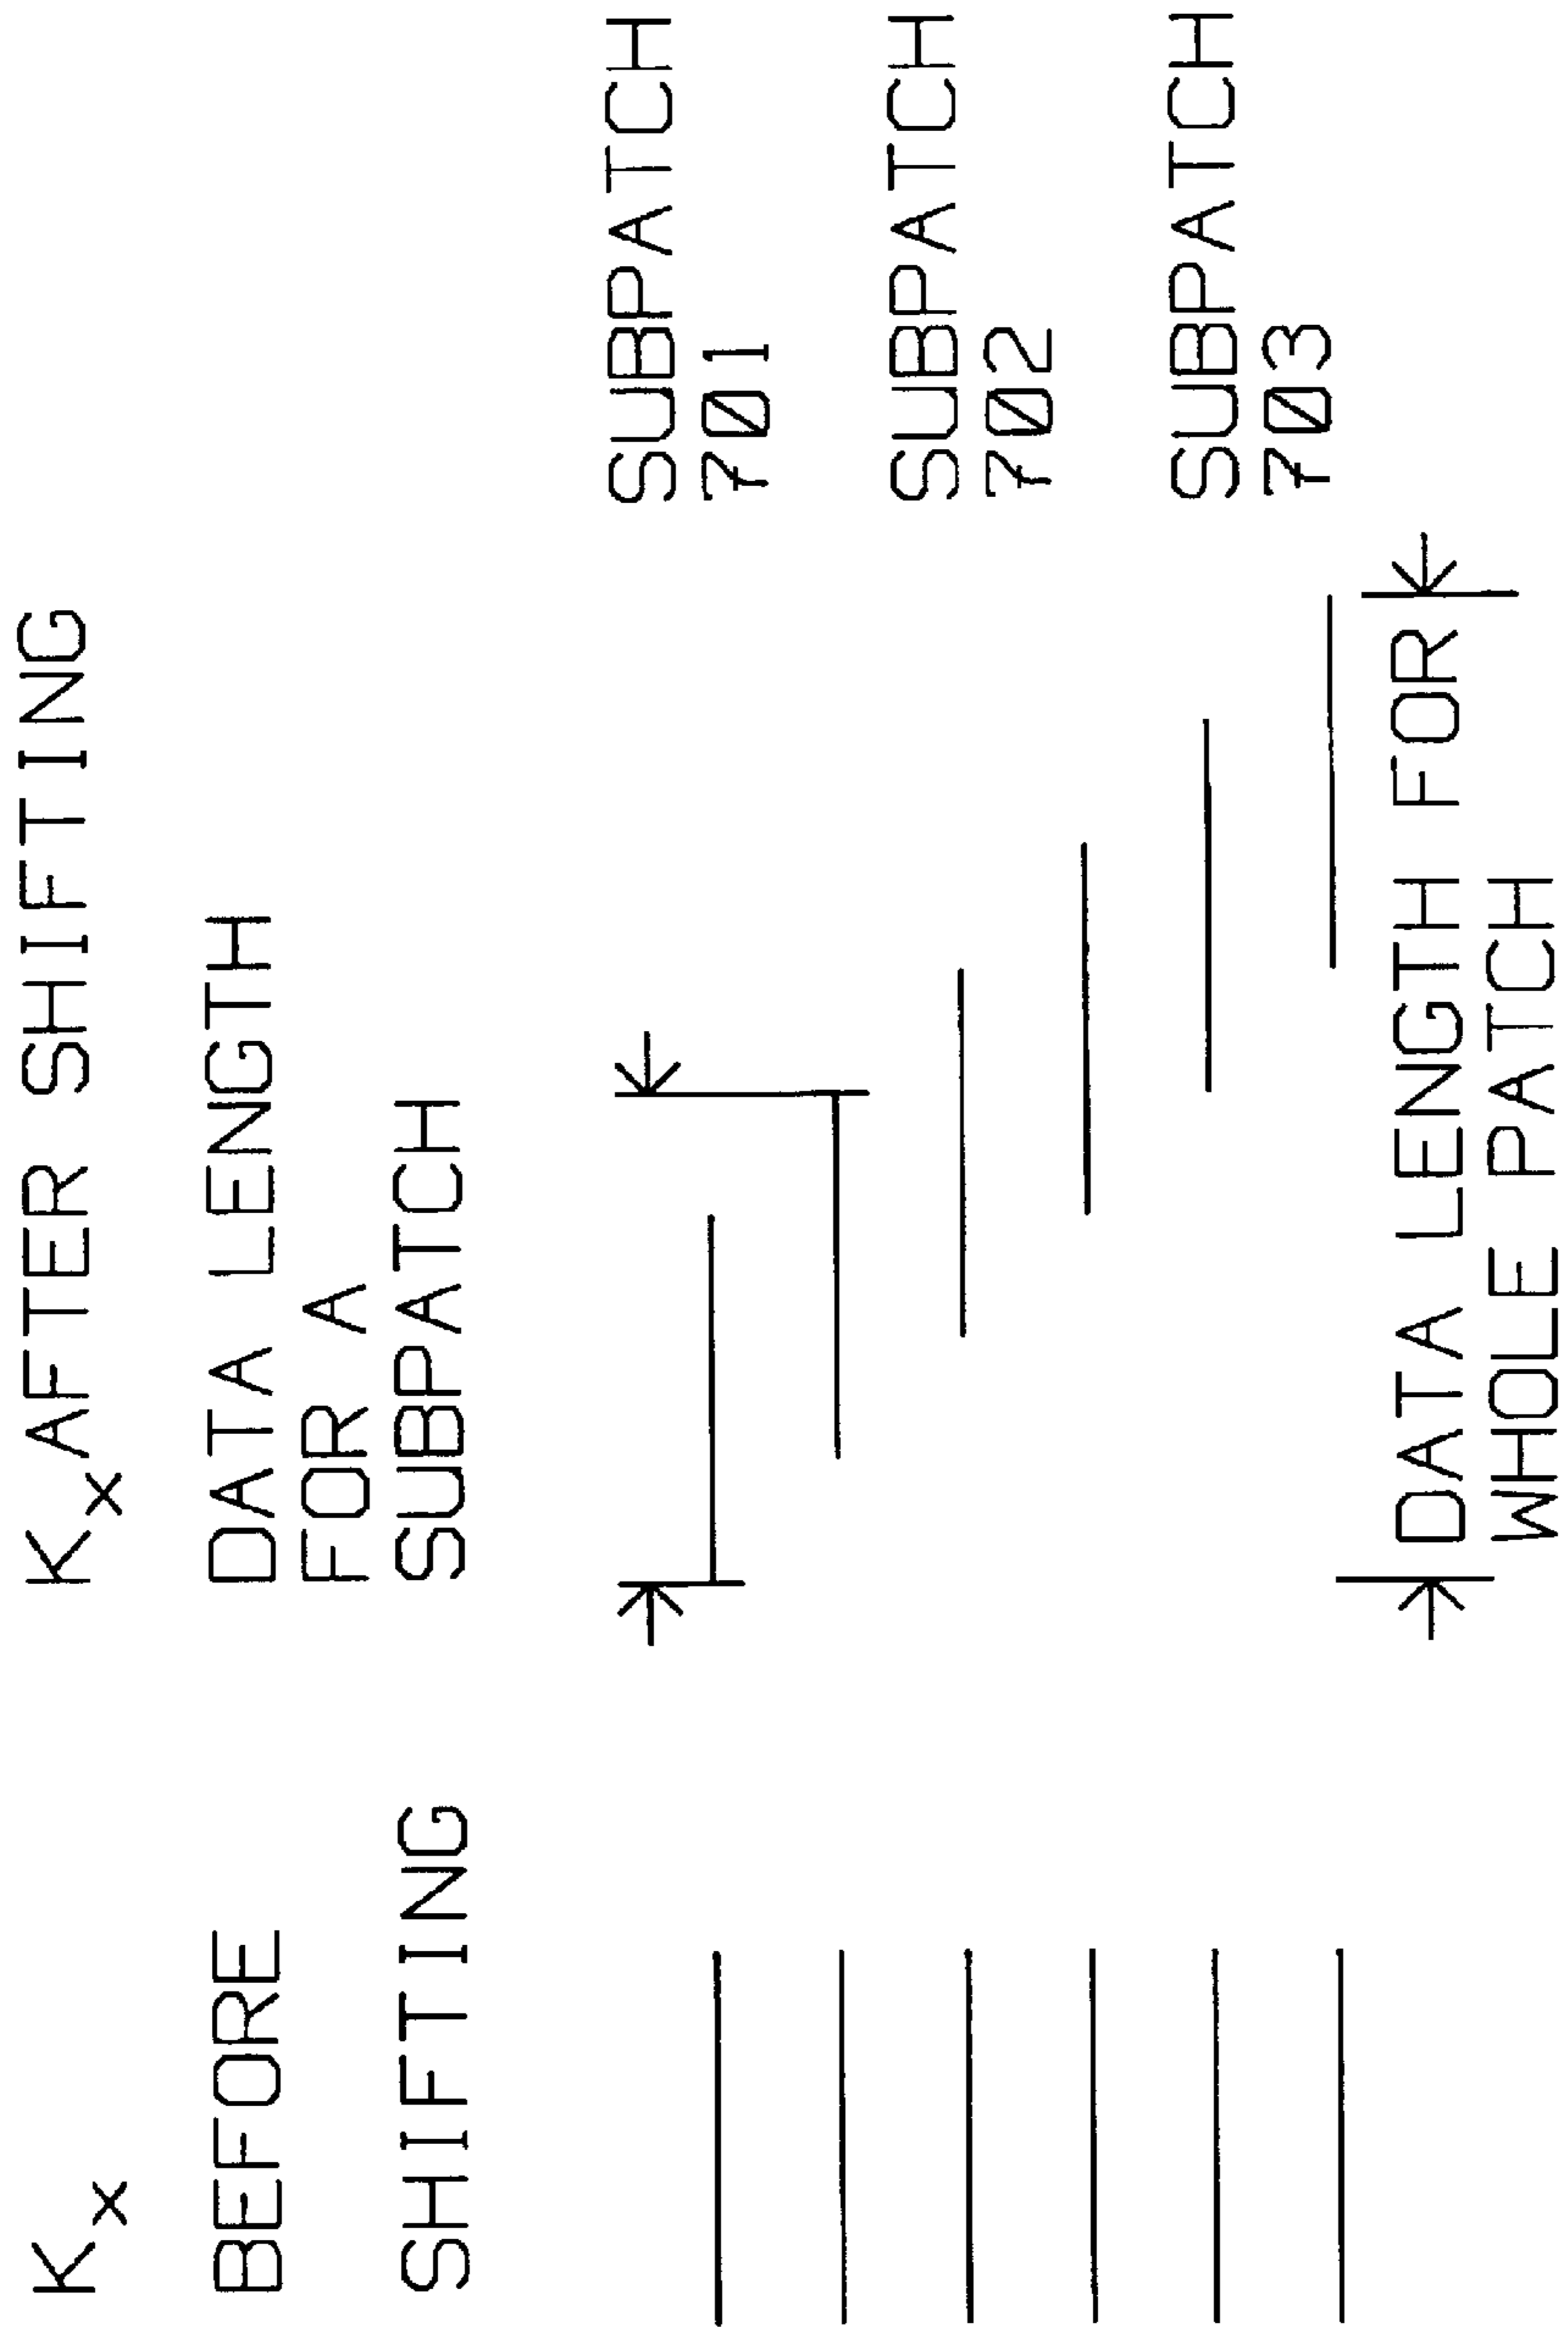 Kx
BEFORE
SHIFTING
Kx AFTER SHIFTING
DATA LENGTH
FOR A
SUBPATCH
SUBPATCH
701
SUBPATCH
702
SUBPATCH
703
DATA LENGTH FOR
WHOLE PATCH